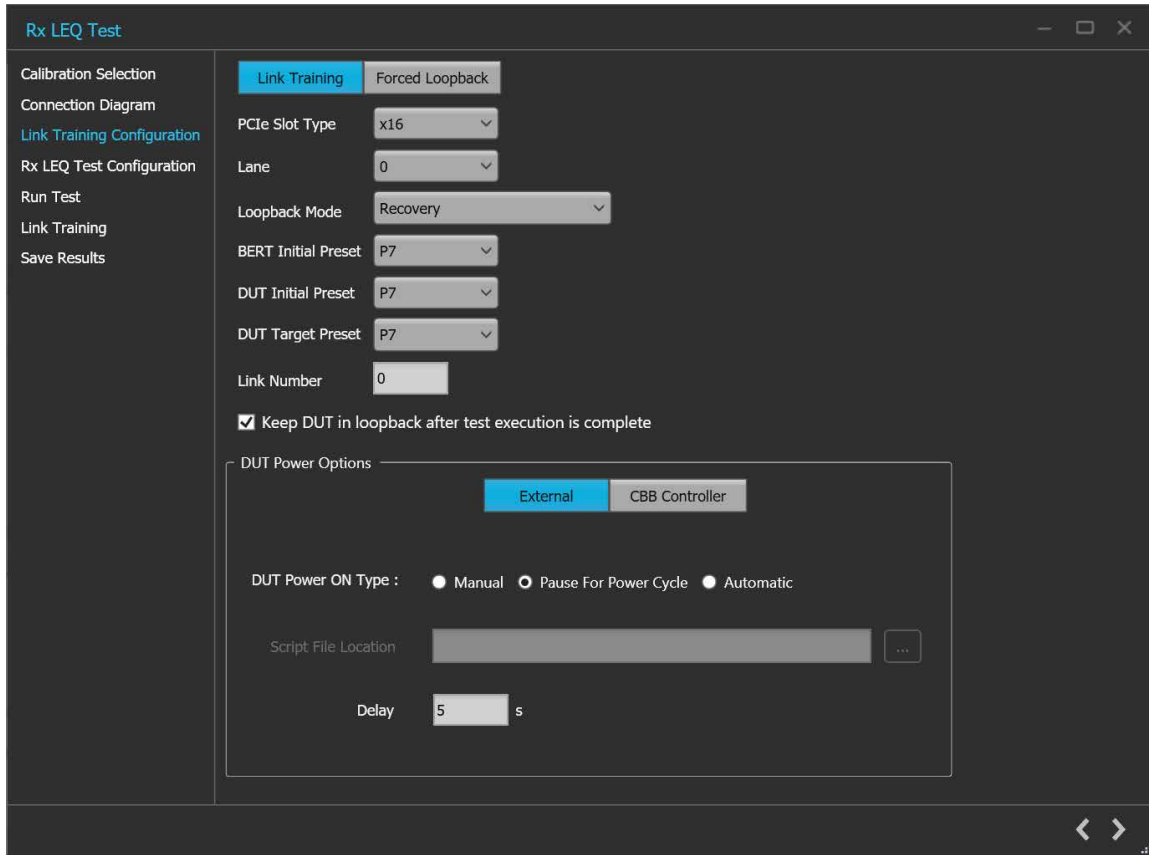 Rx LEQ Test
Calibration Selection
Connection Diagram
Link Training Configuration
Rx LEQ Test Configuration
Run Test
Link Training
Save Results
Link Training Forced Loopback
PCIe Slot Type x16
Lane 0
Loopback Mode Recovery
BERT Initial Preset P7
DUT Initial Preset P7
DUT Target Preset P7
Link Number 0
Keep DUT in loopback after test execution is complete
DUT Power Options
External CBB Controller
DUT Power ON Type : Manual Pause For Power Cycle Automatic
Script File Location ...
Delay 5 s